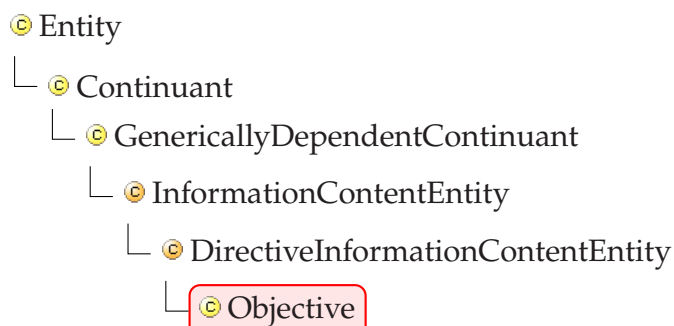 C Entity
C Continuant
C GenericallyDependentContinuant
C InformationContentEntity
C DirectiveInformationContentEntity
C Objective